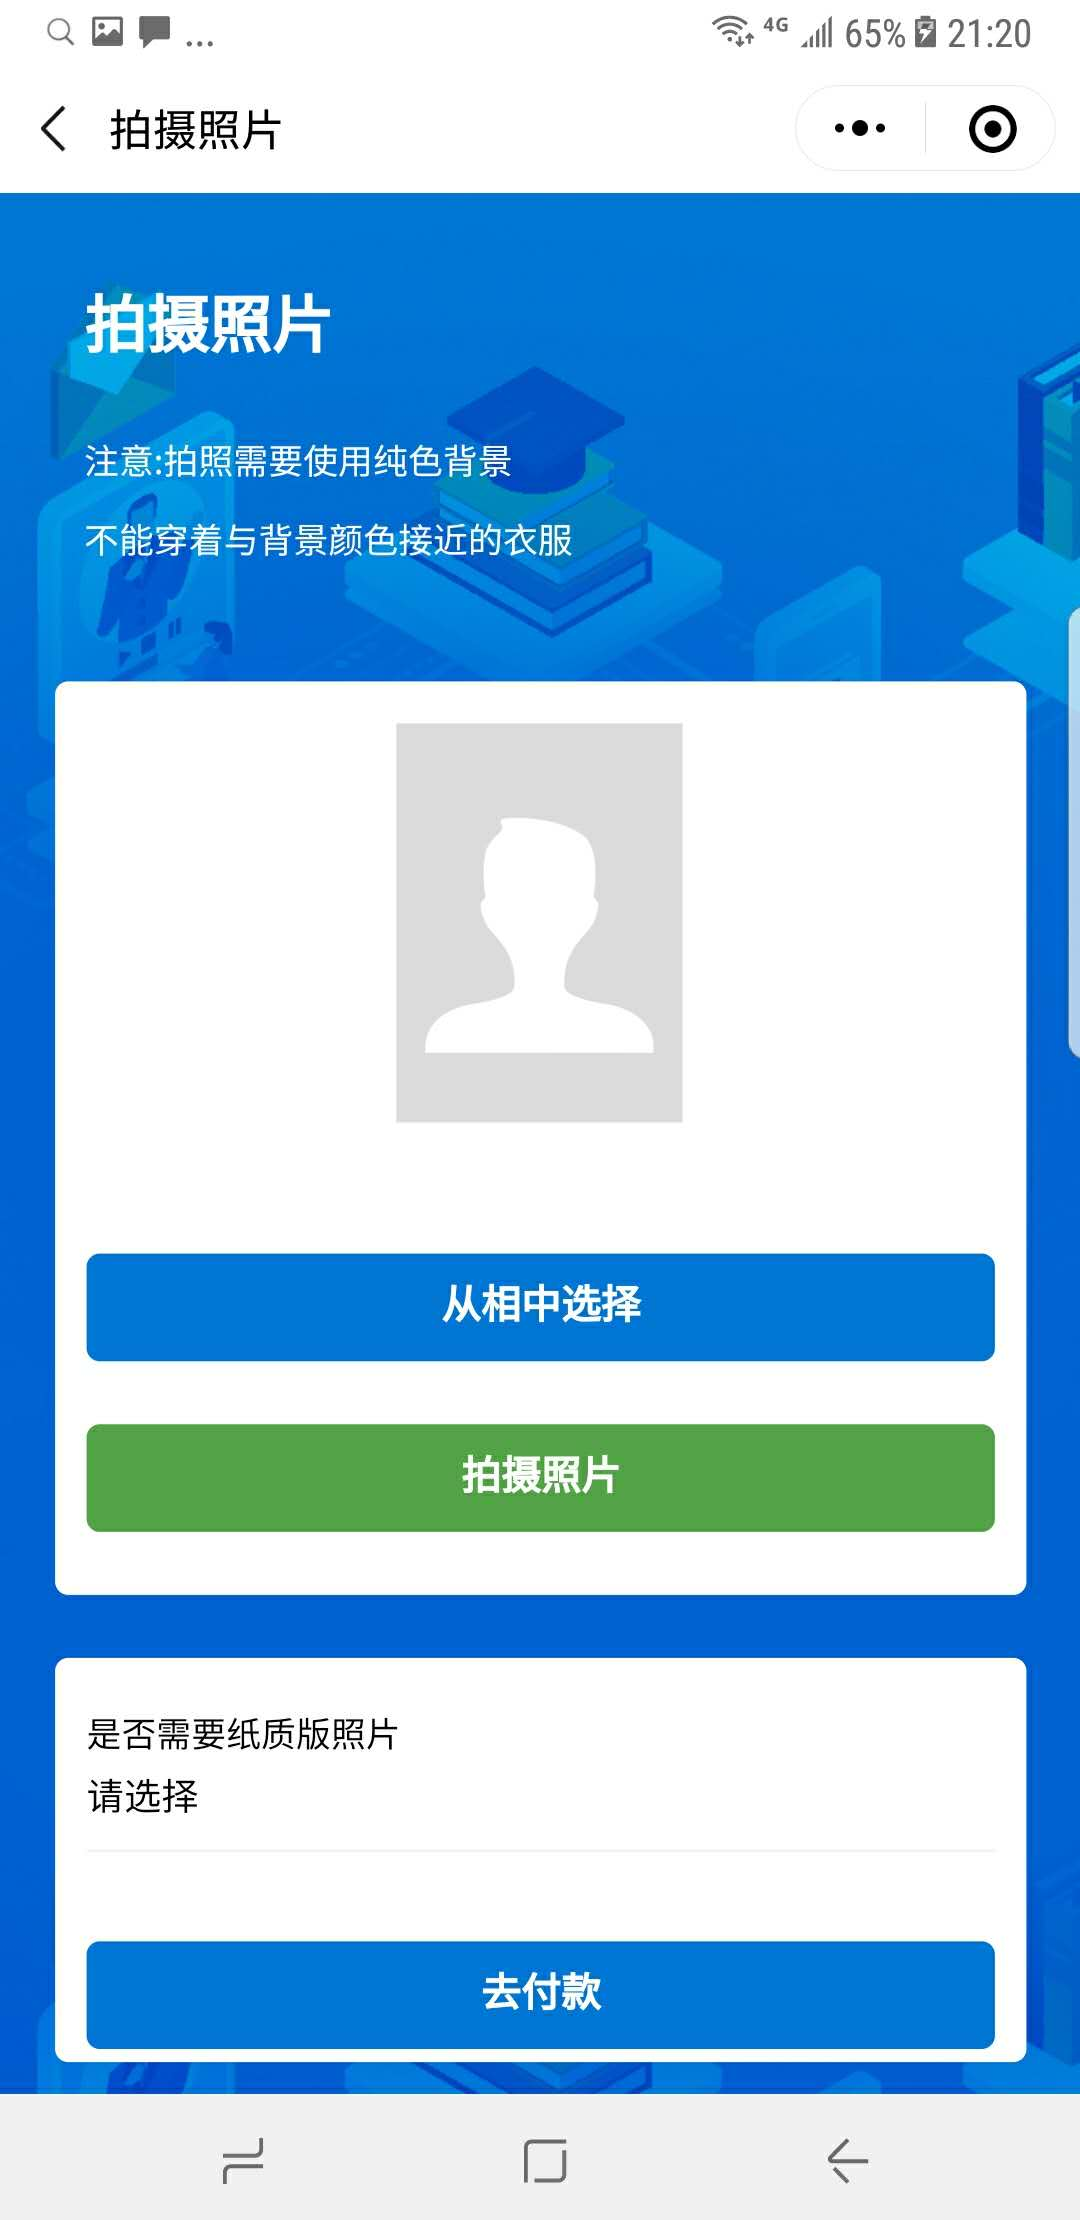 ... 4G 65% 21:20
拍摄照片
拍摄照片
注意:拍照需要使用纯色背景
不能穿着与背景颜色接近的衣服
从相中选择
拍摄照片
是否需要纸质版照片
请选择
去付款